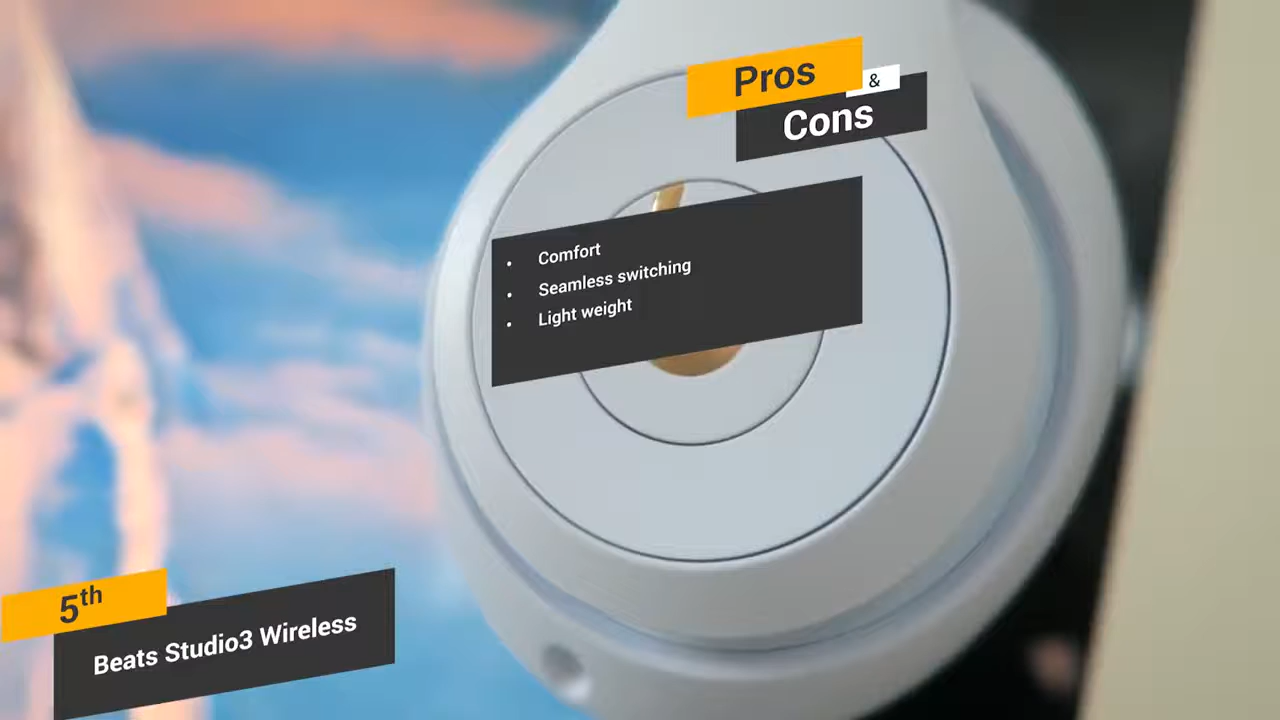 Pros
&
Cons
• Comfort
• Seamless switching
• Light weight
5th
Beats Studio3 Wireless